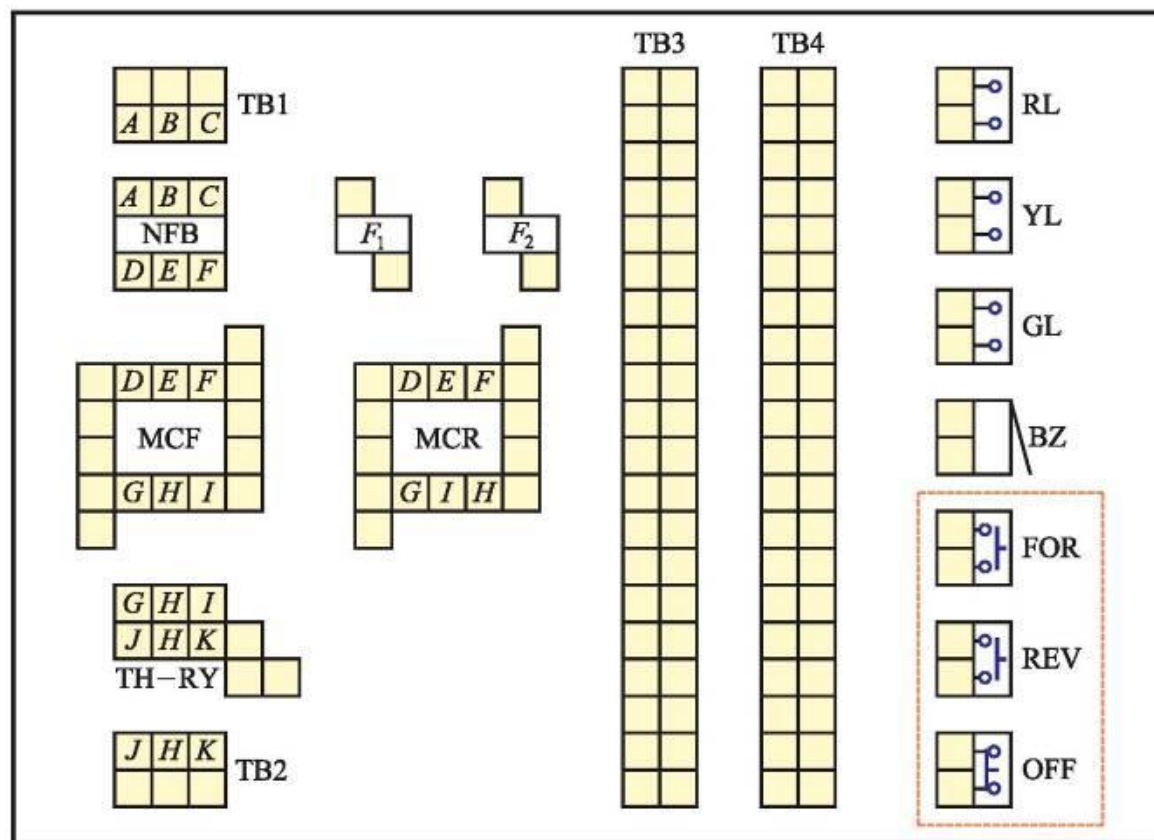 TB3 TB4
TB1 RL
A B C
A B C YL
NFB F₁ F₂
D E F
GL
D E F D E F
MCF MCR BZ
G H I G I H
FOR
G H I
J H K REV
TH−RY
J H K
TB2 OFF